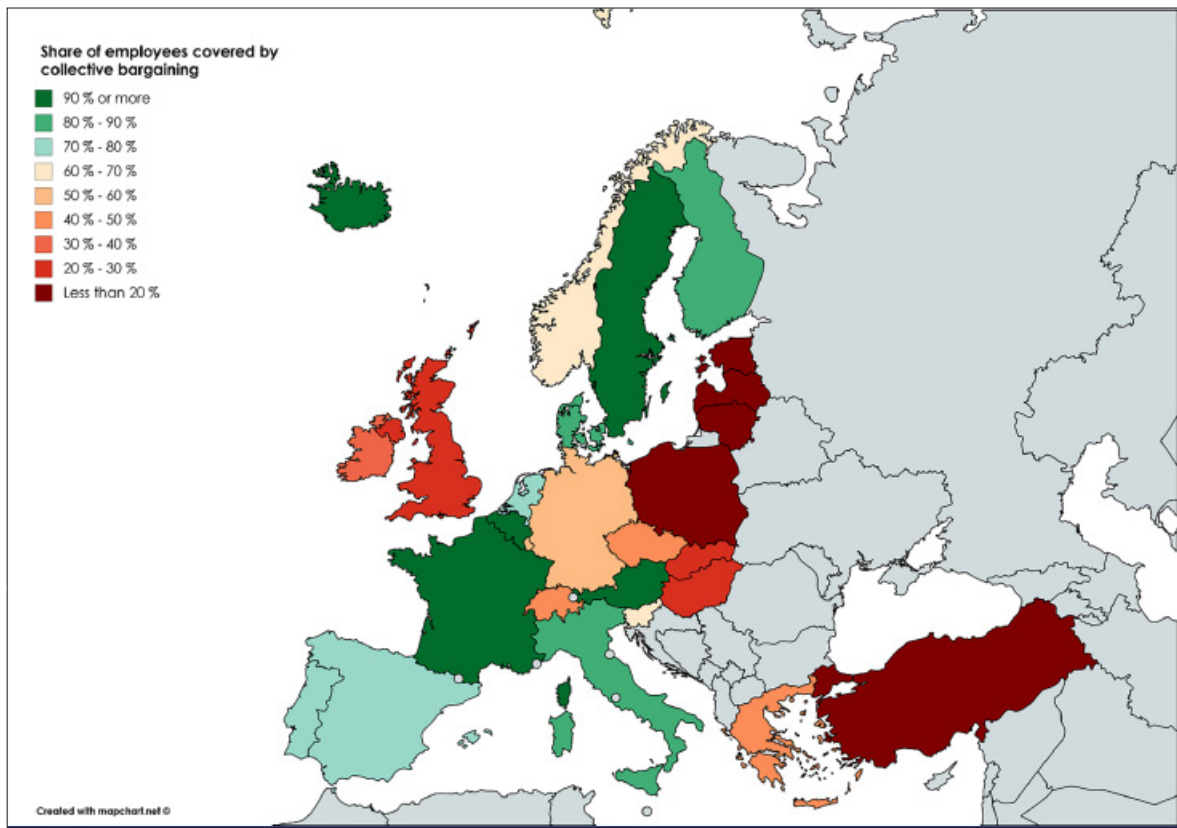 Share of employees covered by
collective bargaining
90 % or more
80 % - 90 %
70 % - 80 %
60 % - 70 %
50 % - 60 %
40 % - 50 %
30 % - 40 %
20 % - 30 %
Less than 20 %
Created with mapchart.net ©